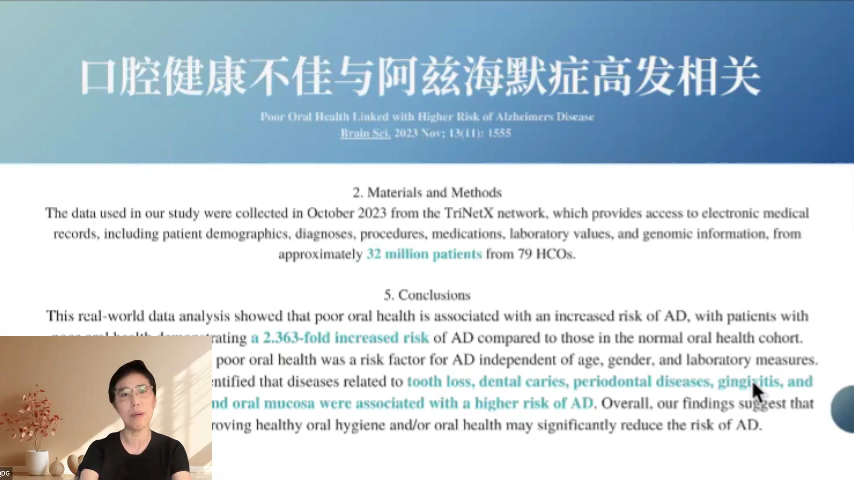 口腔健康不佳与阿兹海默症高发相关
Poor Oral Health Linked with Higher Risk of Alzheimers Disease
Brain Sci. 2023 Nov; 13(11): 1555
2. Materials and Methods
The data used in our study were collected in October 2023 from the TriNetX network, which provides access to electronic medical
records, including patient demographics, diagnoses, procedures, medications, laboratory values, and genomic information, from
approximately 32 million patients from 79 HCOs.
5. Conclusions
This real-world data analysis showed that poor oral health is associated with an increased risk of AD, with patients with
a 2.363-fold increased risk of AD compared to those in the normal oral health cohort.
poor oral health was a risk factor for AD independent of age, gender, and laboratory measures.
that diseases related to tooth loss, dental caries, periodontal diseases, gingivitis, and
oral mucosa were associated with a higher risk of AD. Overall, our findings suggest that
healthy oral hygiene and/or oral health may significantly reduce the risk of AD.